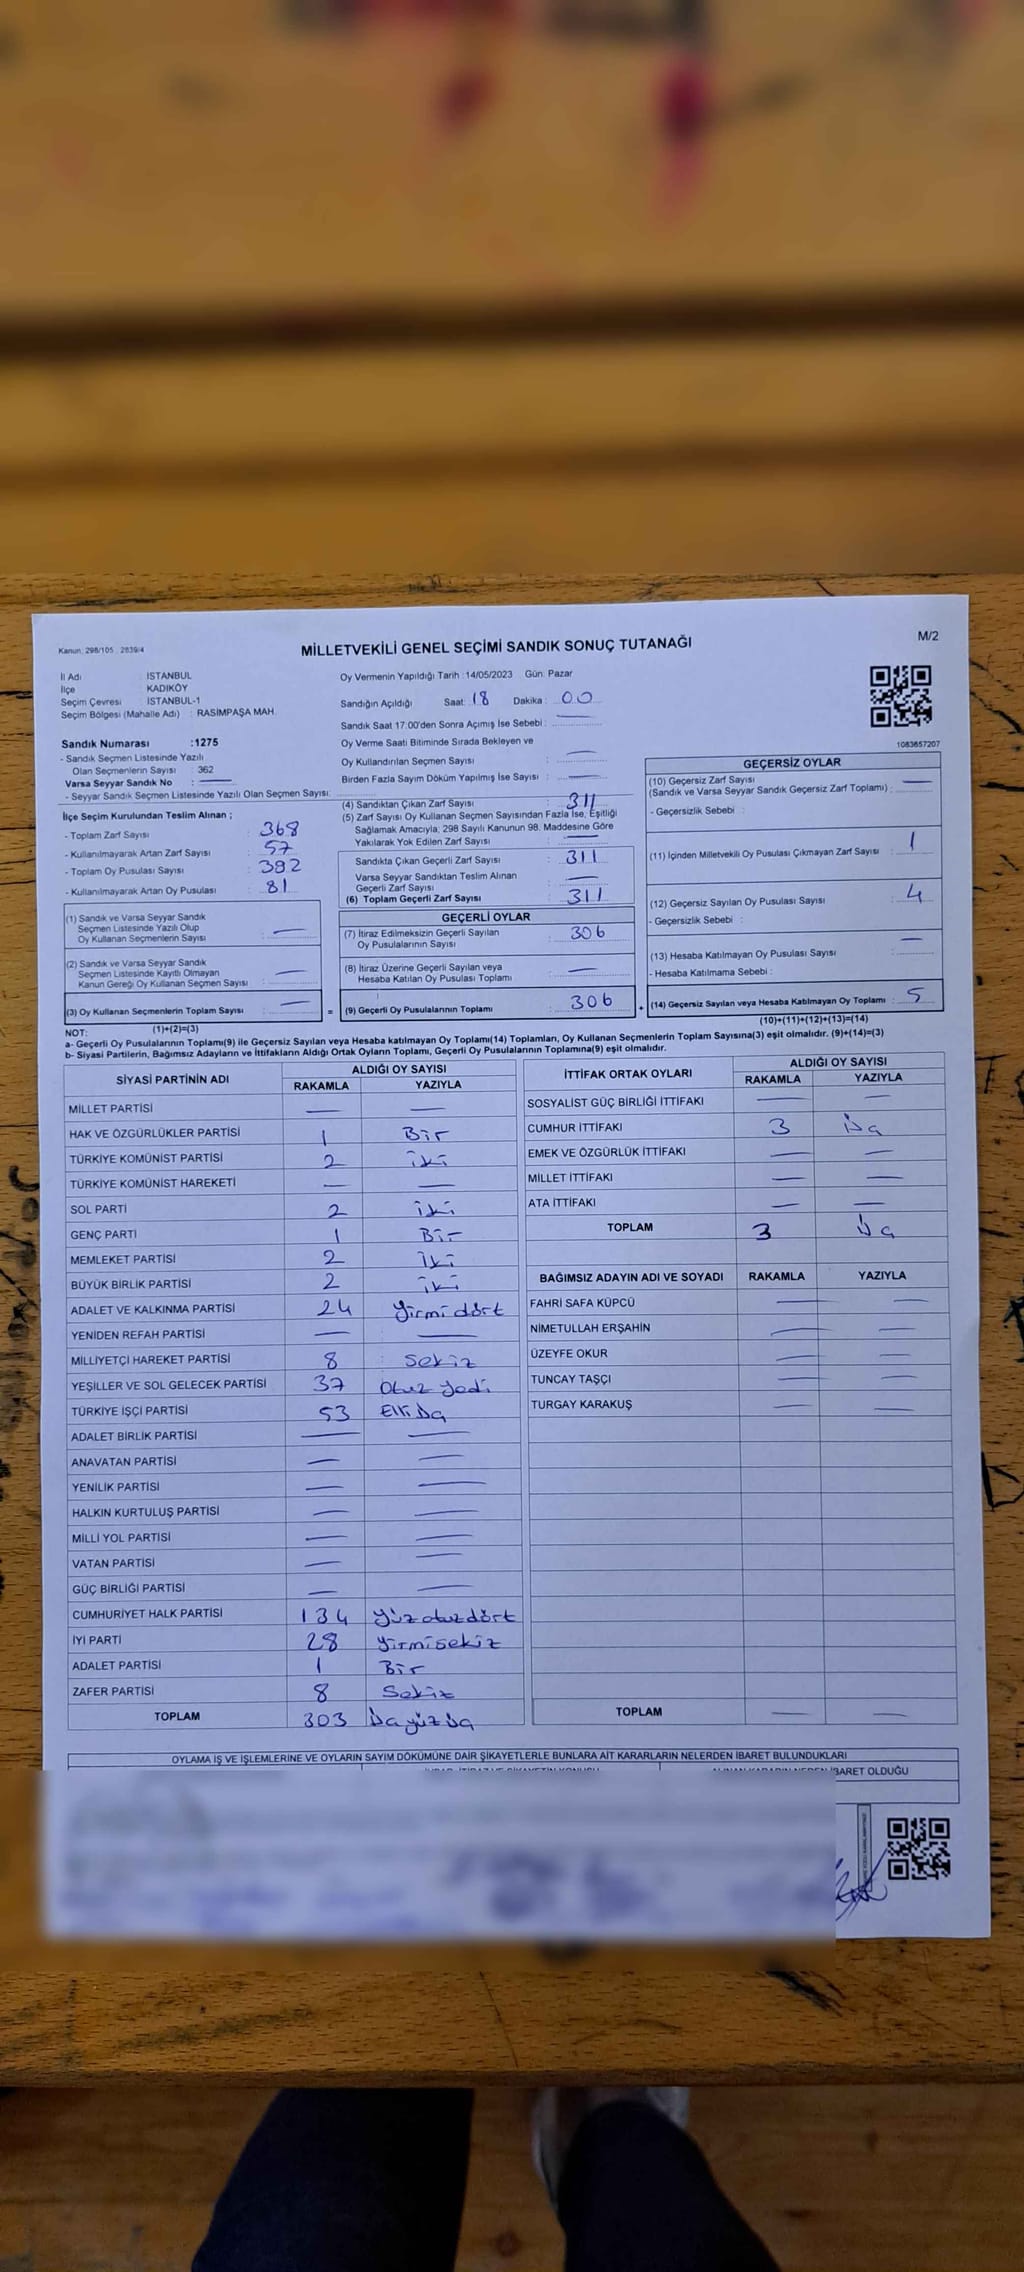 Kanun: 298/105 2839/4
MİLLETVEKİLİ GENEL SEÇİMİ SANDIK SONUÇ TUTANAĞI
M/2
İl Adı : İSTANBUL
İlçe : KADIKÖY
Seçim Çevresi : İSTANBUL-1
Seçim Bölgesi (Mahalle Adı) : RASİMPAŞA MAH.
Oy Vermenin Yapıldığı Tarih :14/05/2023 Gün: Pazar
Sandığın Açıldığı Saat: 18 Dakika : 00
Sandık Saat 17:00'den Sonra Açımış İse Sebebi : —
Oy Verme Saati Bitiminde Sırada Bekleyen ve
Oy Kullandırılan Seçmen Sayısı : —
Birden Fazla Sayım Döküm Yapılmış İse Sayısı : —
1083657207
Sandık Numarası :1275
- Sandık Seçmen Listesinde Yazılı
Olan Seçmenlerin Sayısı : 362
Varsa Seyyar Sandık No : —
- Seyyar Sandık Seçmen Listesinde Yazılı Olan Seçmen Sayısı:
İlçe Seçim Kurulundan Teslim Alınan ;
- Toplam Zarf Sayısı : 368
- Kullanılmayarak Artan Zarf Sayısı : 57
- Toplam Oy Pusulası Sayısı : 392
- Kullanılmayarak Artan Oy Pusulası : 81
(1) Sandık ve Varsa Seyyar Sandık
Seçmen Listesinde Yazılı Olup
Oy Kullanan Seçmenlerin Sayısı : —
(2) Sandık ve Varsa Seyyar Sandık
Seçmen Listesinde Kayıtlı Olmayan
Kanun Gereği Oy Kullanan Seçmen Sayısı : —
(3) Oy Kullanan Seçmenlerin Toplam Sayısı : —
(1)+(2)=(3)
(4) Sandıktan Çıkan Zarf Sayısı : 311
(5) Zarf Sayısı Oy Kullanan Seçmen Sayısından Fazla İse, Eşitliği
Sağlamak Amacıyla, 298 Sayılı Kanunun 98. Maddesine Göre
Yakılarak Yok Edilen Zarf Sayısı : —
Sandıkta Çıkan Geçerli Zarf Sayısı : 311
Varsa Seyyar Sandıktan Teslim Alınan
Geçerli Zarf Sayısı : —
(6) Toplam Geçerli Zarf Sayısı : 311
GEÇERLİ OYLAR
(7) İtiraz Edilmeksizin Geçerli Sayılan
Oy Pusulalarının Sayısı : 306
(8) İtiraz Üzerine Geçerli Sayılan veya
Hesaba Katılan Oy Pusulası Toplamı : —
= (9) Geçerli Oy Pusulalarının Toplamı : 306
GEÇERSİZ OYLAR
(10) Geçersiz Zarf Sayısı
(Sandık ve Varsa Seyyar Sandık Geçersiz Zarf Toplamı) : —
- Geçersizlik Sebebi :
(11) İçinden Milletvekili Oy Pusulası Çıkmayan Zarf Sayısı : 1
(12) Geçersiz Sayılan Oy Pusulası Sayısı : 4
- Geçersizlik Sebebi :
(13) Hesaba Katılmayan Oy Pusulası Sayısı : —
- Hesaba Katılmama Sebebi :
+ (14) Geçersiz Sayılan veya Hesaba Katılmayan Oy Toplamı : 5
(10)+(11)+(12)+(13)=(14)
NOT:
a- Geçerli Oy Pusulalarının Toplamı(9) ile Geçersiz Sayılan veya Hesaba katılmayan Oy Toplamı(14) Toplamları, Oy Kullanan Seçmenlerin Toplam Sayısına(3) eşit olmalıdır. (9)+(14)=(3)
b- Siyasi Partilerin, Bağımsız Adayların ve İttifakların Aldığı Ortak Oyların Toplamı, Geçerli Oy Pusulalarının Toplamına(9) eşit olmalıdır.
SİYASİ PARTİNİN ADI ALDIĞI OY SAYISI
RAKAMLA YAZIYLA
MİLLET PARTİSİ — —
HAK VE ÖZGÜRLÜKLER PARTİSİ 1 Bir
TÜRKİYE KOMÜNİST PARTİSİ 2 iki
TÜRKİYE KOMÜNİST HAREKETİ — —
SOL PARTİ 2 iki
GENÇ PARTİ 1 Bir
MEMLEKET PARTİSİ 2 İki
BÜYÜK BİRLİK PARTİSİ 2 iki
ADALET VE KALKINMA PARTİSİ 24 Yirmi dört
YENİDEN REFAH PARTİSİ — —
MİLLİYETÇİ HAREKET PARTİSİ 8 Sekiz
YEŞİLLER VE SOL GELECEK PARTİSİ 37 Otuz yedi
TÜRKİYE İŞÇİ PARTİSİ 53 Elli üç
ADALET BİRLİK PARTİSİ — —
ANAVATAN PARTİSİ — —
YENİLİK PARTİSİ — —
HALKIN KURTULUŞ PARTİSİ — —
MİLLİ YOL PARTİSİ — —
VATAN PARTİSİ — —
GÜÇ BİRLİĞİ PARTİSİ — —
CUMHURİYET HALK PARTİSİ 134 yüz otuz dört
İYİ PARTİ 28 yirmi sekiz
ADALET PARTİSİ 1 Bir
ZAFER PARTİSİ 8 Sekiz
TOPLAM 303 üç yüz üç
İTTİFAK ORTAK OYLARI ALDIĞI OY SAYISI
RAKAMLA YAZIYLA
SOSYALİST GÜÇ BİRLİĞİ İTTİFAKI — —
CUMHUR İTTİFAKI 3 üç
EMEK VE ÖZGÜRLÜK İTTİFAKI — —
MİLLET İTTİFAKI — —
ATA İTTİFAKI — —
TOPLAM 3 üç
BAĞIMSIZ ADAYIN ADI VE SOYADI RAKAMLA YAZIYLA
FAHRİ SAFA KÜPCÜ — —
NİMETULLAH ERŞAHİN — —
ÜZEYFE OKUR — —
TUNCAY TAŞÇI — —
TURGAY KARAKUŞ — —
TOPLAM — —
OYLAMA İŞ VE İŞLEMLERİNE VE OYLARIN SAYIM DÖKÜMÜNE DAİR ŞİKAYETLERLE BUNLARA AİT KARARLARIN NELERDEN İBARET BULUNDUKLARI
İBARET OLDUĞU